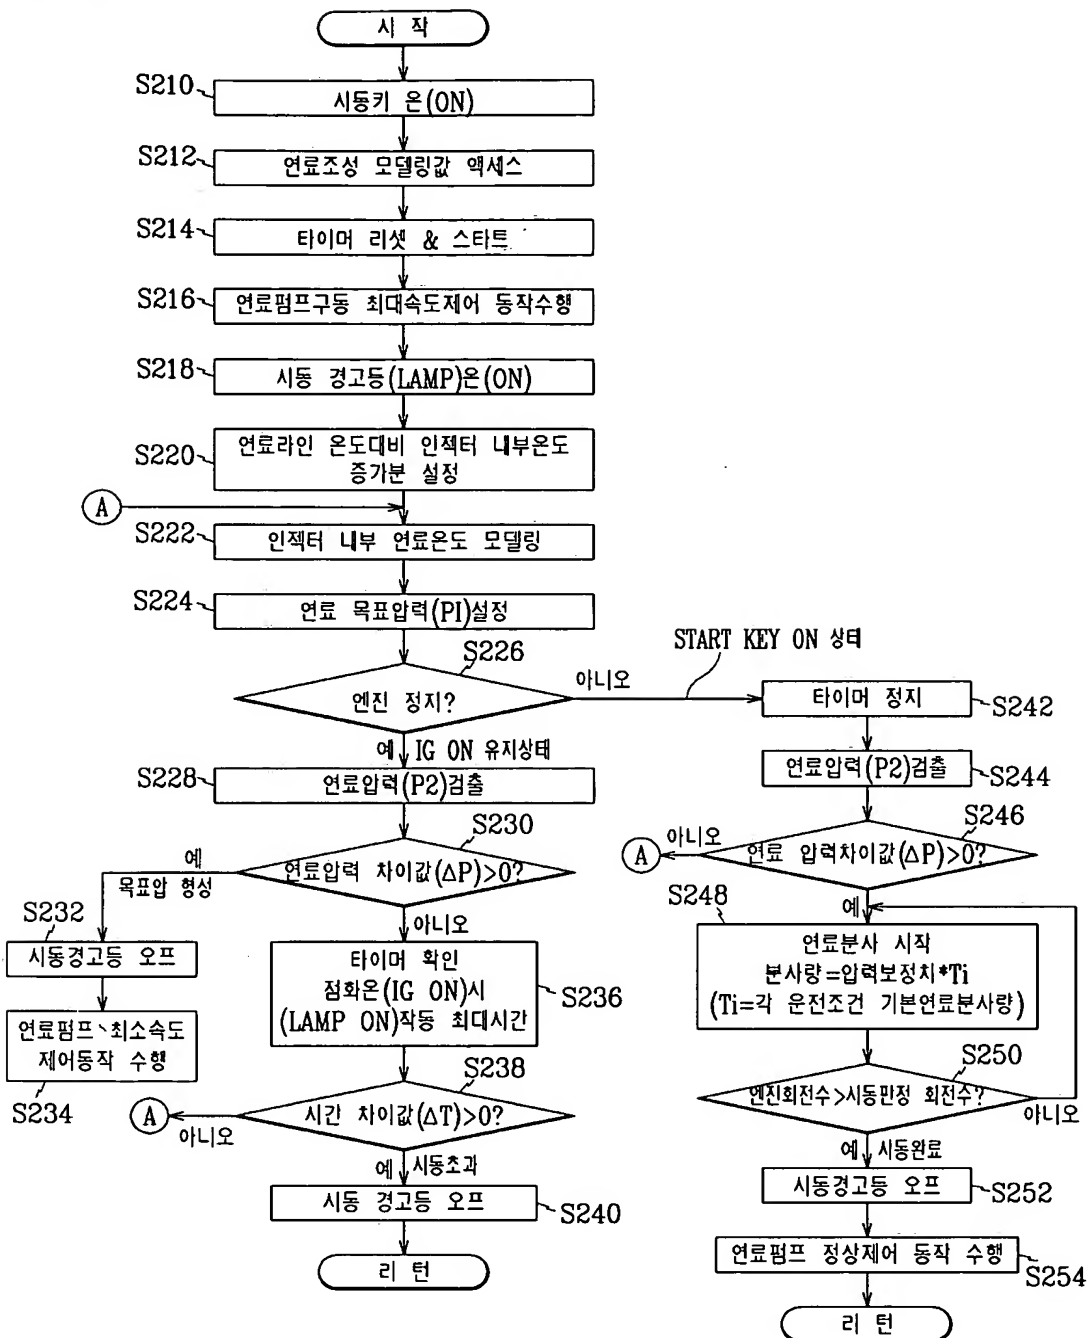 시 작
S210
시동키 온(ON)
S212
연료조성 모델링값 액세스
S214
타이머 리셋 & 스타트
S216
연료펌프구동 최대속도제어 동작수행
S218
시동 경고등(LAMP)온(ON)
S220
연료라인 온도대비 인젝터 내부온도
증가분 설정
A
S222
인젝터 내부 연료온도 모델링
S224
연료 목표압력(PI)설정
S226
엔진 정지?
아니오
START KEY ON 상태
예 IG ON 유지상태
S228
연료압력(P2)검출
S230
연료압력 차이값(ΔP)>0?
예
목표압 형성
S232
시동경고등 오프
연료펌프 최소속도
제어동작 수행
S234
아니오
타이머 확인
점화온(IG ON)시
(LAMP ON)작동 최대시간
S236
S238
시간 차이값(ΔT)>0?
A
아니오
예 시동초과
시동 경고등 오프
S240
리 턴
타이머 정지
S242
연료압력(P2)검출
S244
S246
연료 압력차이값(ΔP)>0?
아니오
A
예
S248
연료분사 시작
분사량=압력보정치*Ti
(Ti=각 운전조건 기본연료분사량)
S250
엔진회전수>시동판정 회전수?
아니오
예 시동완료
시동경고등 오프
S252
연료펌프 정상제어 동작 수행
S254
리 턴